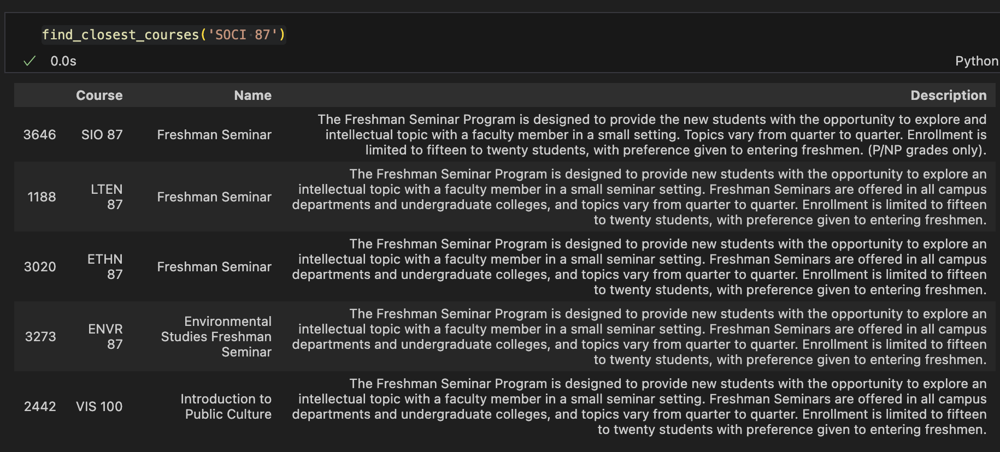 find_closest_courses('SOCI 87')
0.0s
Python
Course Name Description
3646 SIO 87 Freshman Seminar The Freshman Seminar Program is designed to provide the new students with the opportunity to explore and
intellectual topic with a faculty member in a small setting. Topics vary from quarter to quarter. Enrollment is
limited to fifteen to twenty students, with preference given to entering freshmen. (P/NP grades only).
1188 LTEN
87 Freshman Seminar The Freshman Seminar Program is designed to provide new students with the opportunity to explore an
intellectual topic with a faculty member in a small seminar setting. Freshman Seminars are offered in all campus
departments and undergraduate colleges, and topics vary from quarter to quarter. Enrollment is limited to fifteen
to twenty students, with preference given to entering freshmen.
3020 ETHN
87 Freshman Seminar The Freshman Seminar Program is designed to provide new students with the opportunity to explore an
intellectual topic with a faculty member in a small seminar setting. Freshman Seminars are offered in all campus
departments and undergraduate colleges, and topics vary from quarter to quarter. Enrollment is limited to fifteen
to twenty students, with preference given to entering freshmen.
3273 ENVR
87 Environmental
Studies Freshman
Seminar The Freshman Seminar Program is designed to provide new students with the opportunity to explore an
intellectual topic with a faculty member in a small seminar setting. Freshman Seminars are offered in all campus
departments and undergraduate colleges, and topics vary from quarter to quarter. Enrollment is limited to fifteen
to twenty students, with preference given to entering freshmen.
2442 VIS 100 Introduction to
Public Culture The Freshman Seminar Program is designed to provide new students with the opportunity to explore an
intellectual topic with a faculty member in a small seminar setting. Freshman Seminars are offered in all campus
departments and undergraduate colleges, and topics vary from quarter to quarter. Enrollment is limited to fifteen
to twenty students with preference given to entering freshmen.